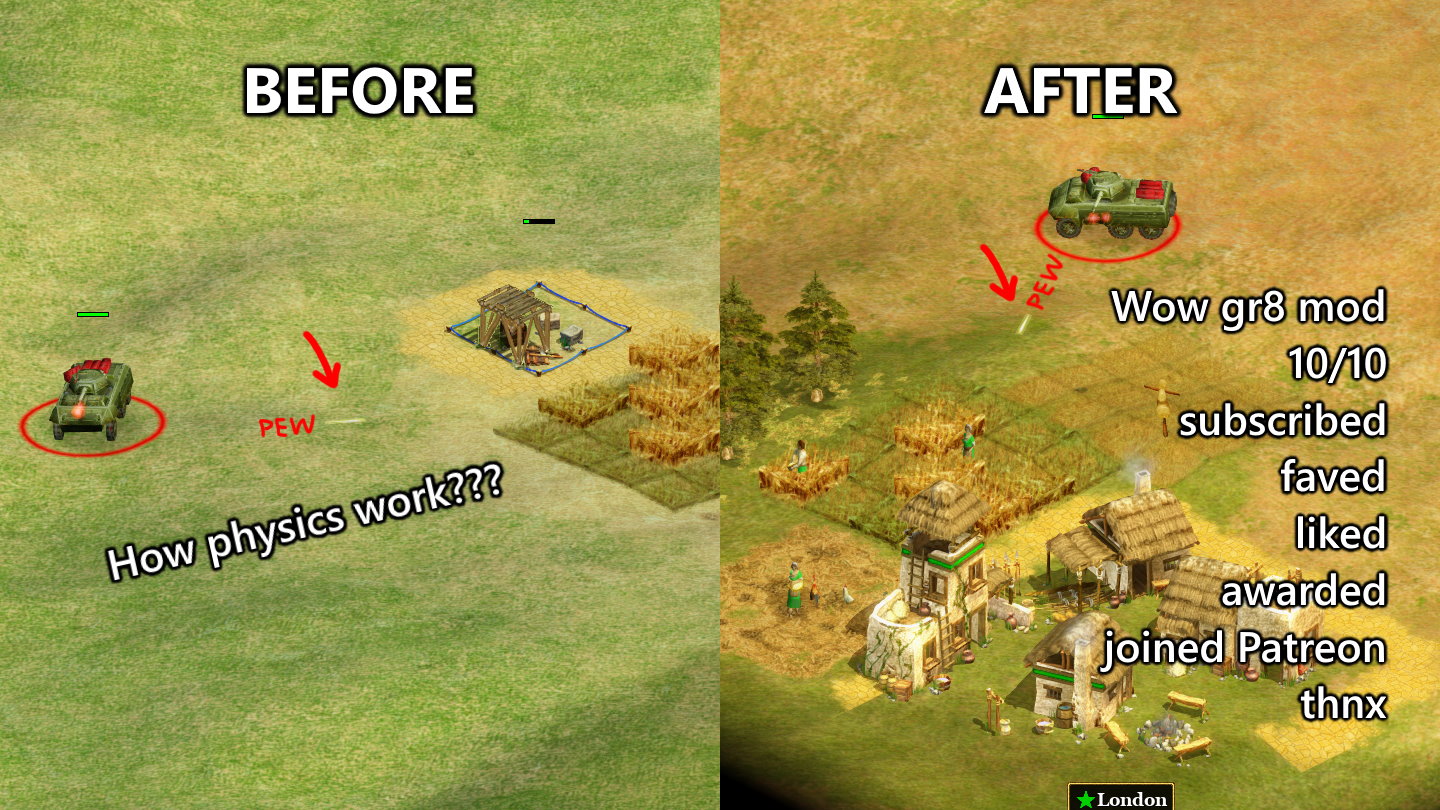 BEFORE
PEW
How physics work???
AFTER
PEW
Wow gr8 mod
10/10
subscribed
faved
liked
awarded
joined Patreon
thnx
London